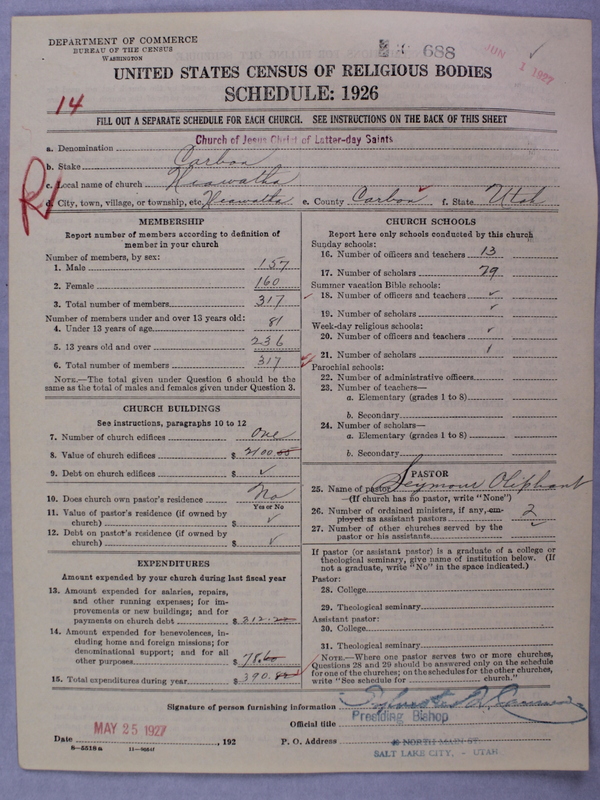 DEPARTMENT OF COMMERCE
BUREAU OF THE CENSUS
WASHINGTON
688
JUN 1 1927
UNITED STATES CENSUS OF RELIGIOUS BODIES
SCHEDULE: 1926
14
FILL OUT A SEPARATE SCHEDULE FOR EACH CHURCH. SEE INSTRUCTIONS ON THE BACK OF THIS SHEET
a. Denomination Church of Jesus Christ of Latter-day Saints
b. Stake Carbon
c. Local name of church Hiawatha
d. City, town, village, or township, etc. Hiawatha e. County Carbon f. State Utah
R
MEMBERSHIP
Report number of members according to definition of
member in your church
Number of members, by sex:
1. Male 157
2. Female 160
3. Total number of members 317
Number of members under and over 13 years old:
4. Under 13 years of age 81
5. 13 years old and over 236
6. Total number of members 317
NOTE.—The total given under Question 6 should be the
same as the total of males and females given under Question 3.
CHURCH BUILDINGS
See instructions, paragraphs 10 to 12
7. Number of church edifices One
8. Value of church edifices $ 2100.00
9. Debt on church edifices $ ✓
10. Does church own pastor's residence No
Yes or No
11. Value of pastor's residence (if owned by
church) $ ✓
12. Debt on pastor's residence (if owned by
church) $ ✓
EXPENDITURES
Amount expended by your church during last fiscal year
13. Amount expended for salaries, repairs,
and other running expenses; for im-
provements or new buildings; and for
payments on church debt $ 312.20
14. Amount expended for benevolences, in-
cluding home and foreign missions; for
denominational support; and for all
other purposes $ 78.60
15. Total expenditures during year $ 390.80
CHURCH SCHOOLS
Report here only schools conducted by this church
Sunday schools:
16. Number of officers and teachers 13
17. Number of scholars 79
Summer vacation Bible schools:
18. Number of officers and teachers ✓
19. Number of scholars ✓
Week-day religious schools:
20. Number of officers and teachers ✓
21. Number of scholars
Parochial schools:
22. Number of administrative officers
23. Number of teachers—
a. Elementary (grades 1 to 8)
b. Secondary
24. Number of scholars—
a. Elementary (grades 1 to 8)
b. Secondary
PASTOR
25. Name of pastor Seymour Oliphant
(If church has no pastor, write "None")
26. Number of ordained ministers, if any, em-
ployed as assistant pastors 2
27. Number of other churches served by the
pastor or his assistants ✓
If pastor (or assistant pastor) is a graduate of a college or
theological seminary, give name of institution below. (If
not a graduate, write "No" in the space indicated.)
Pastor:
28. College
29. Theological seminary
Assistant pastor:
30. College
31. Theological seminary
NOTE.—Where one pastor serves two or more churches,
Questions 28 and 29 should be answered only on the schedule
for one of the churches; on the schedules for the other churches,
write "See schedule for church."
Signature of person furnishing information Sylvester Q. Cannon
Official title Presiding Bishop
Date MAY 25 1927, 192 P. O. Address 40 NORTH MAIN ST.
SALT LAKE CITY, - UTAH
8-5518a